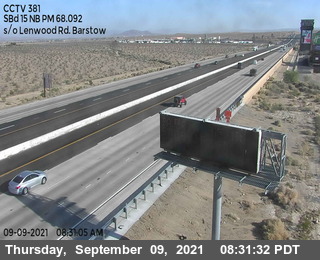 CCTV 381
SBd 15 NB PM 68.092
s/o Lenwood Rd. Barstow
09-09-2021 08:31:05 AM
Thursday, September 09, 2021 08:31:32 PDT